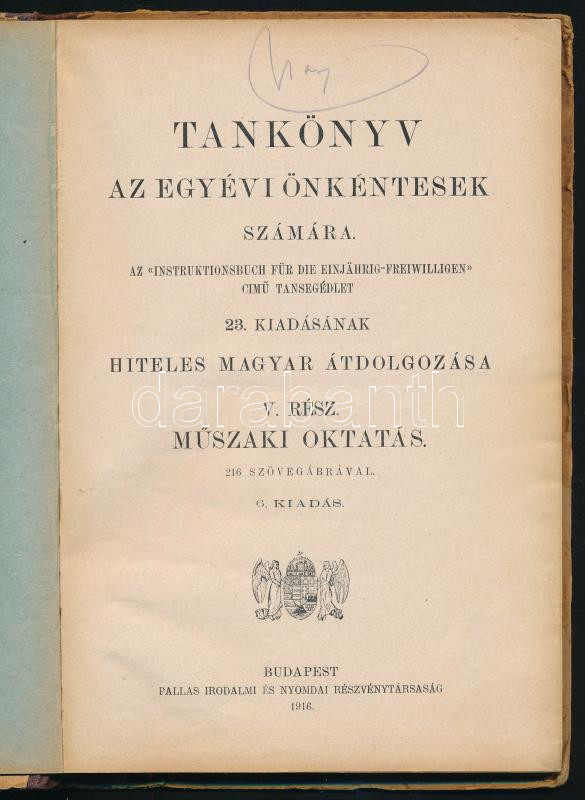 TANKÖNYV
AZ EGYÉVI ÖNKÉNTESEK
SZÁMÁRA.
AZ «INSTRUKTIONSBUCH FÜR DIE EINJÄHRIG-FREIWILLIGEN»
CIMŰ TANSEGÉDLET
23. KIADÁSÁNAK
HITELES MAGYAR ÁTDOLGOZÁSA
darabanth
V. RÉSZ.
MŰSZAKI OKTATÁS.
216 SZÖVEGÁBRÁVAL.
6. KIADÁS.
BUDAPEST
PALLAS IRODALMI ÉS NYOMDAI RÉSZVÉNYTÁRSASÁG
1916.